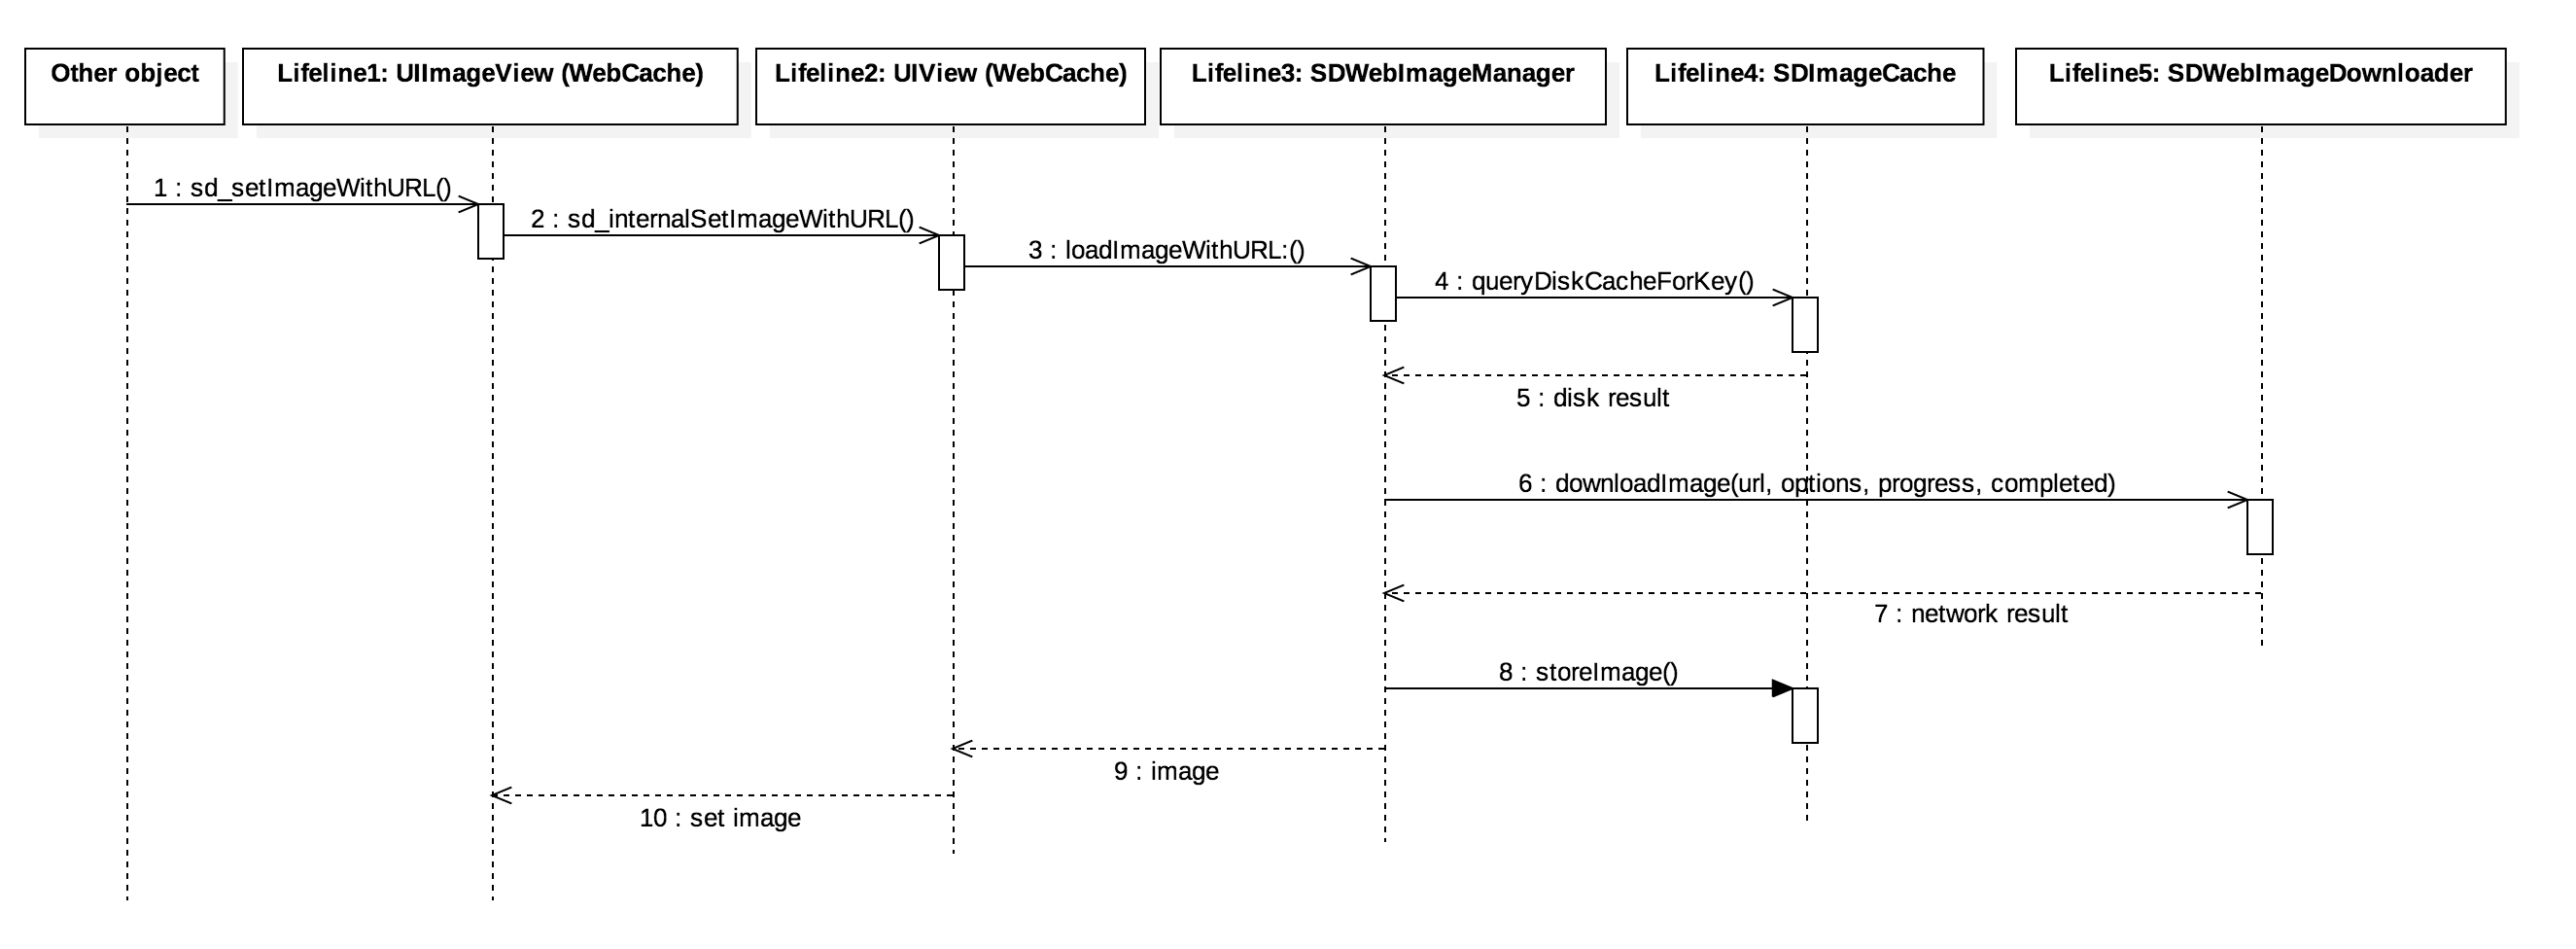 Other object
Lifeline1: UIImageView (WebCache)
Lifeline2: UIView (WebCache)
Lifeline3: SDWebImageManager
Lifeline4: SDImageCache
Lifeline5: SDWebImageDownloader
1 : sd_setImageWithURL()
2 : sd_internalSetImageWithURL()
3 : loadImageWithURL:()
4 : queryDiskCacheForKey()
5 : disk result
6 : downloadImage(url, options, progress, completed)
7 : network result
8 : storeImage()
9 : image
10 : set image